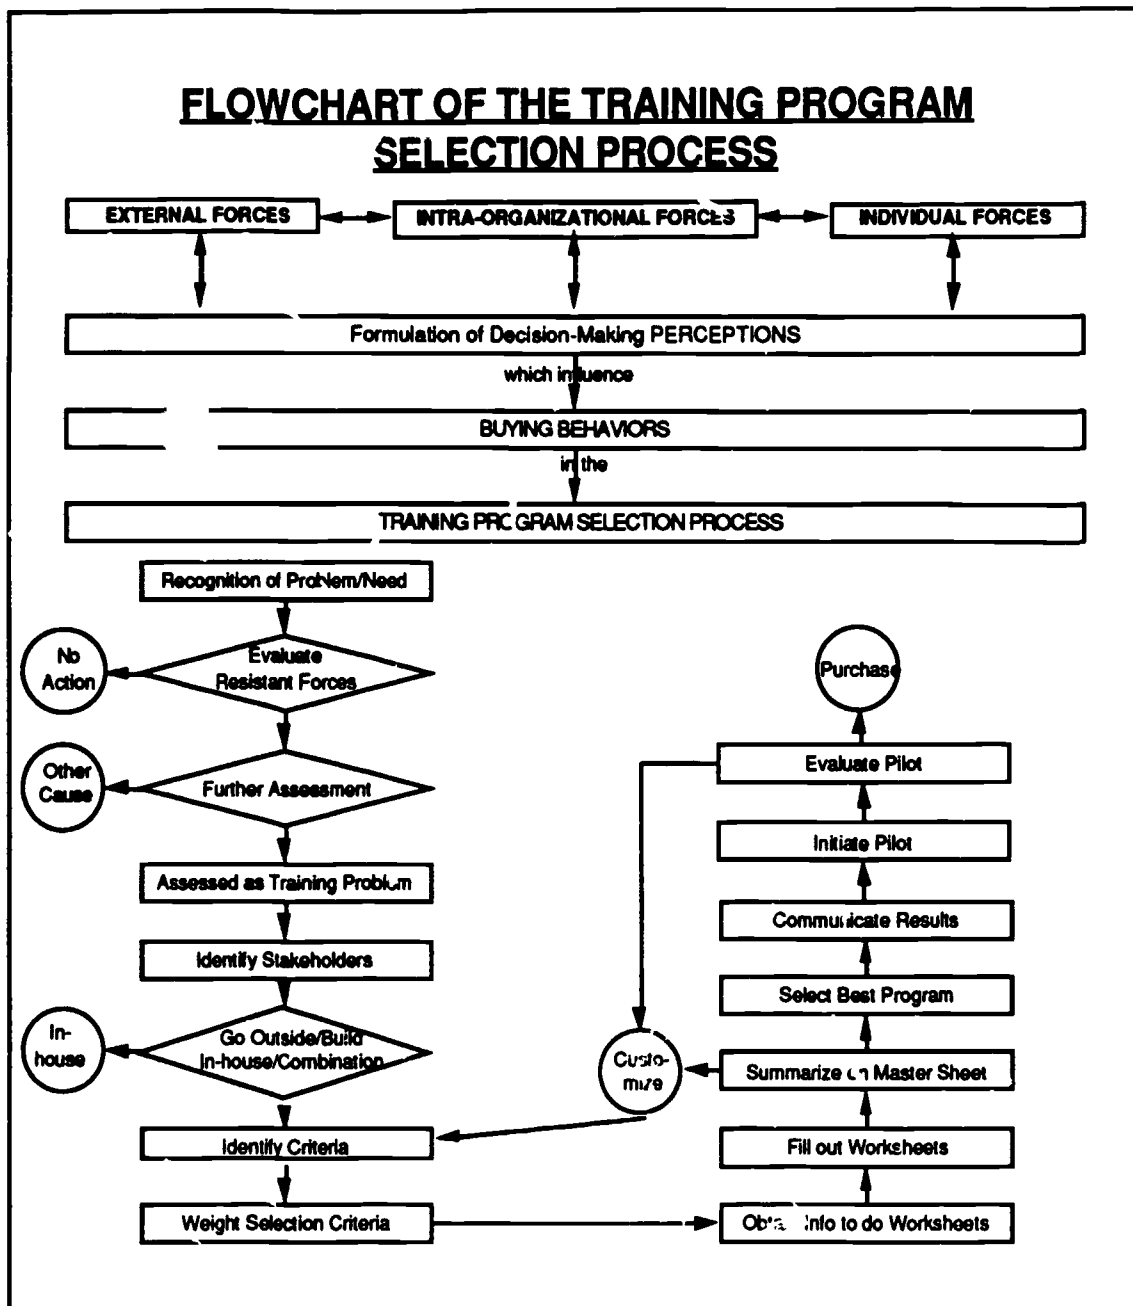 FLOWCHART OF THE TRAINING PROGRAM
SELECTION PROCESS
EXTERNAL FORCES
INTRA-ORGANIZATIONAL FORCES
INDIVIDUAL FORCES
Formulation of Decision-Making PERCEPTIONS
which influence
BUYING BEHAVIORS
in the
TRAINING PROGRAM SELECTION PROCESS
Recognition of Problem/Need
No
Action
Evaluate
Resistant Forces
Other
Cause
Further Assessment
Assessed as Training Problem
Identify Stakeholders
In-
house
Go Outside/Build
In-house/Combination
Identify Criteria
Weight Selection Criteria
Purchase
Evaluate Pilot
Initiate Pilot
Communicate Results
Select Best Program
Custo-
mize
Summarize on Master Sheet
Fill out Worksheets
Obtain Info to do Worksheets